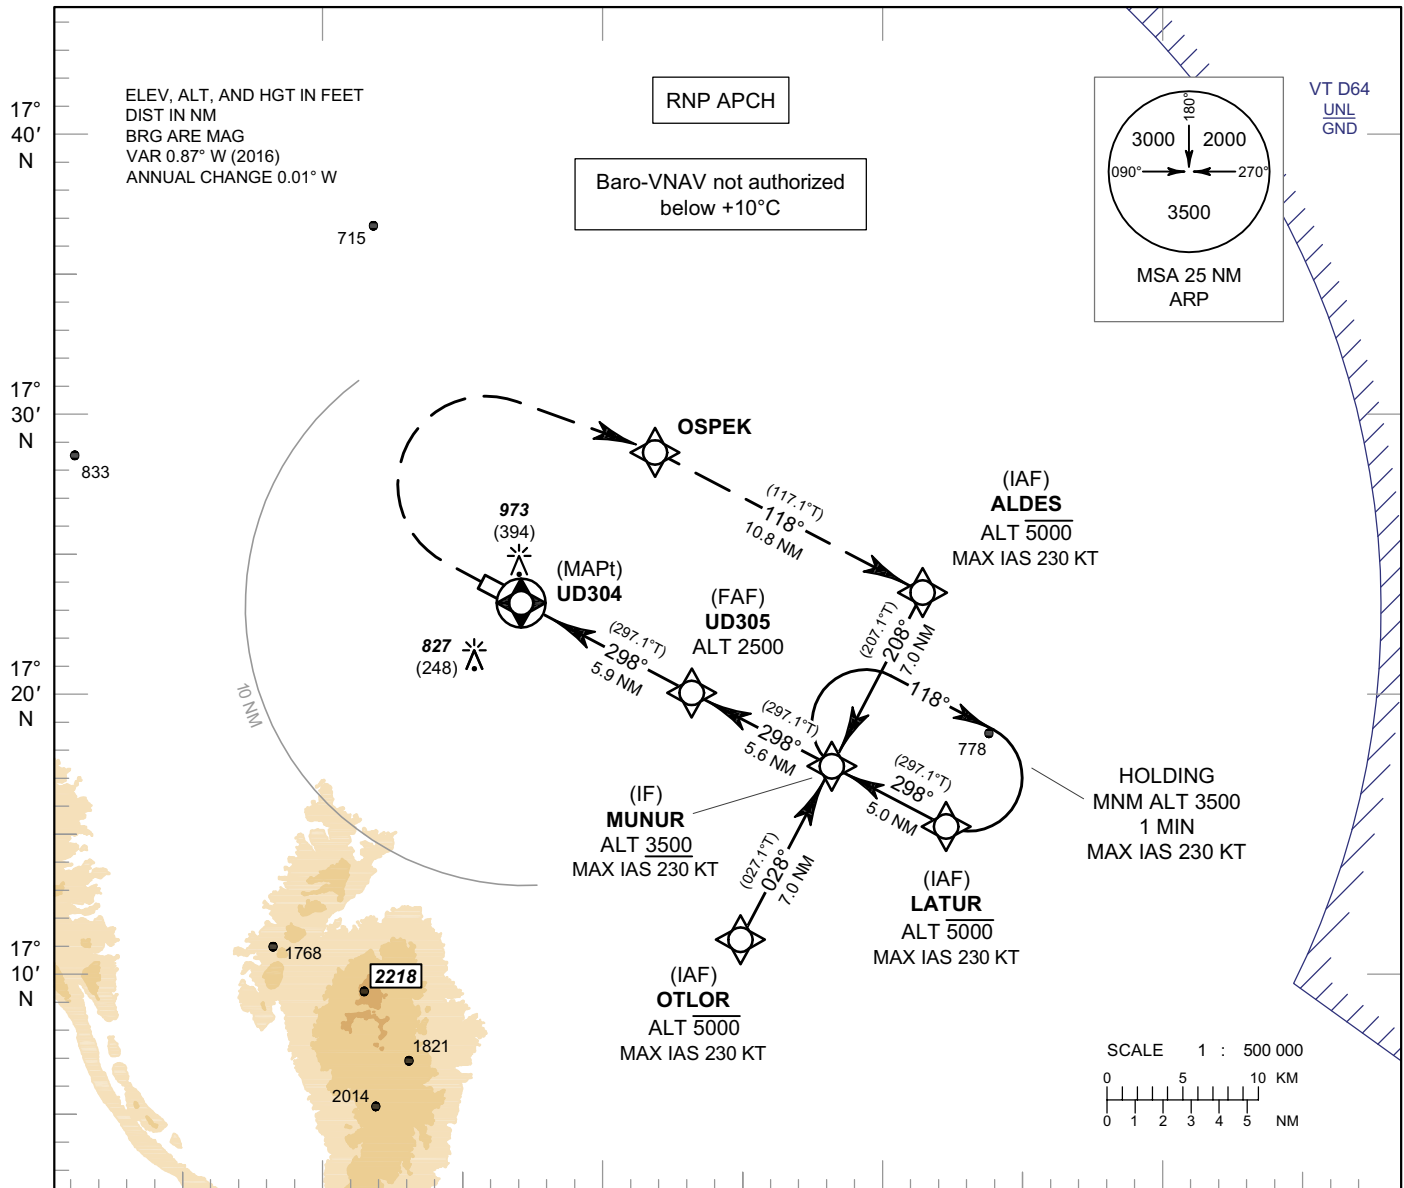 ELEV, ALT, AND HGT IN FEET
DIST IN NM
BRG ARE MAG
VAR 0.87° W (2016)
ANNUAL CHANGE 0.01° W
RNP APCH
Baro-VNAV not authorized
below +10°C
180°
3000
2000
090°
270°
3500
MSA 25 NM
ARP
VT D64
UNL
GND
17°
40′
N
715
17°
30′
N
833
OSPEK
(117.1°T)
118°
10.8 NM
(IAF)
ALDES
ALT 5000
MAX IAS 230 KT
973
(394)
(MAPt)
UD304
827
(248)
(FAF)
UD305
ALT 2500
(297.1°T)
298°
5.9 NM
(207.1°T)
208°
7.0 NM
17°
20′
N
10 NM
(297.1°T)
298°
5.6 NM
118°
778
(297.1°T)
298°
5.0 NM
HOLDING
MNM ALT 3500
1 MIN
MAX IAS 230 KT
(IF)
MUNUR
ALT 3500
MAX IAS 230 KT
(027.1°T)
028°
7.0 NM
(IAF)
LATUR
ALT 5000
MAX IAS 230 KT
(IAF)
OTLOR
ALT 5000
MAX IAS 230 KT
17°
10′
N
1768
2218
1821
2014
SCALE 1 : 500 000
0 5 10 KM
0 1 2 3 4 5 NM